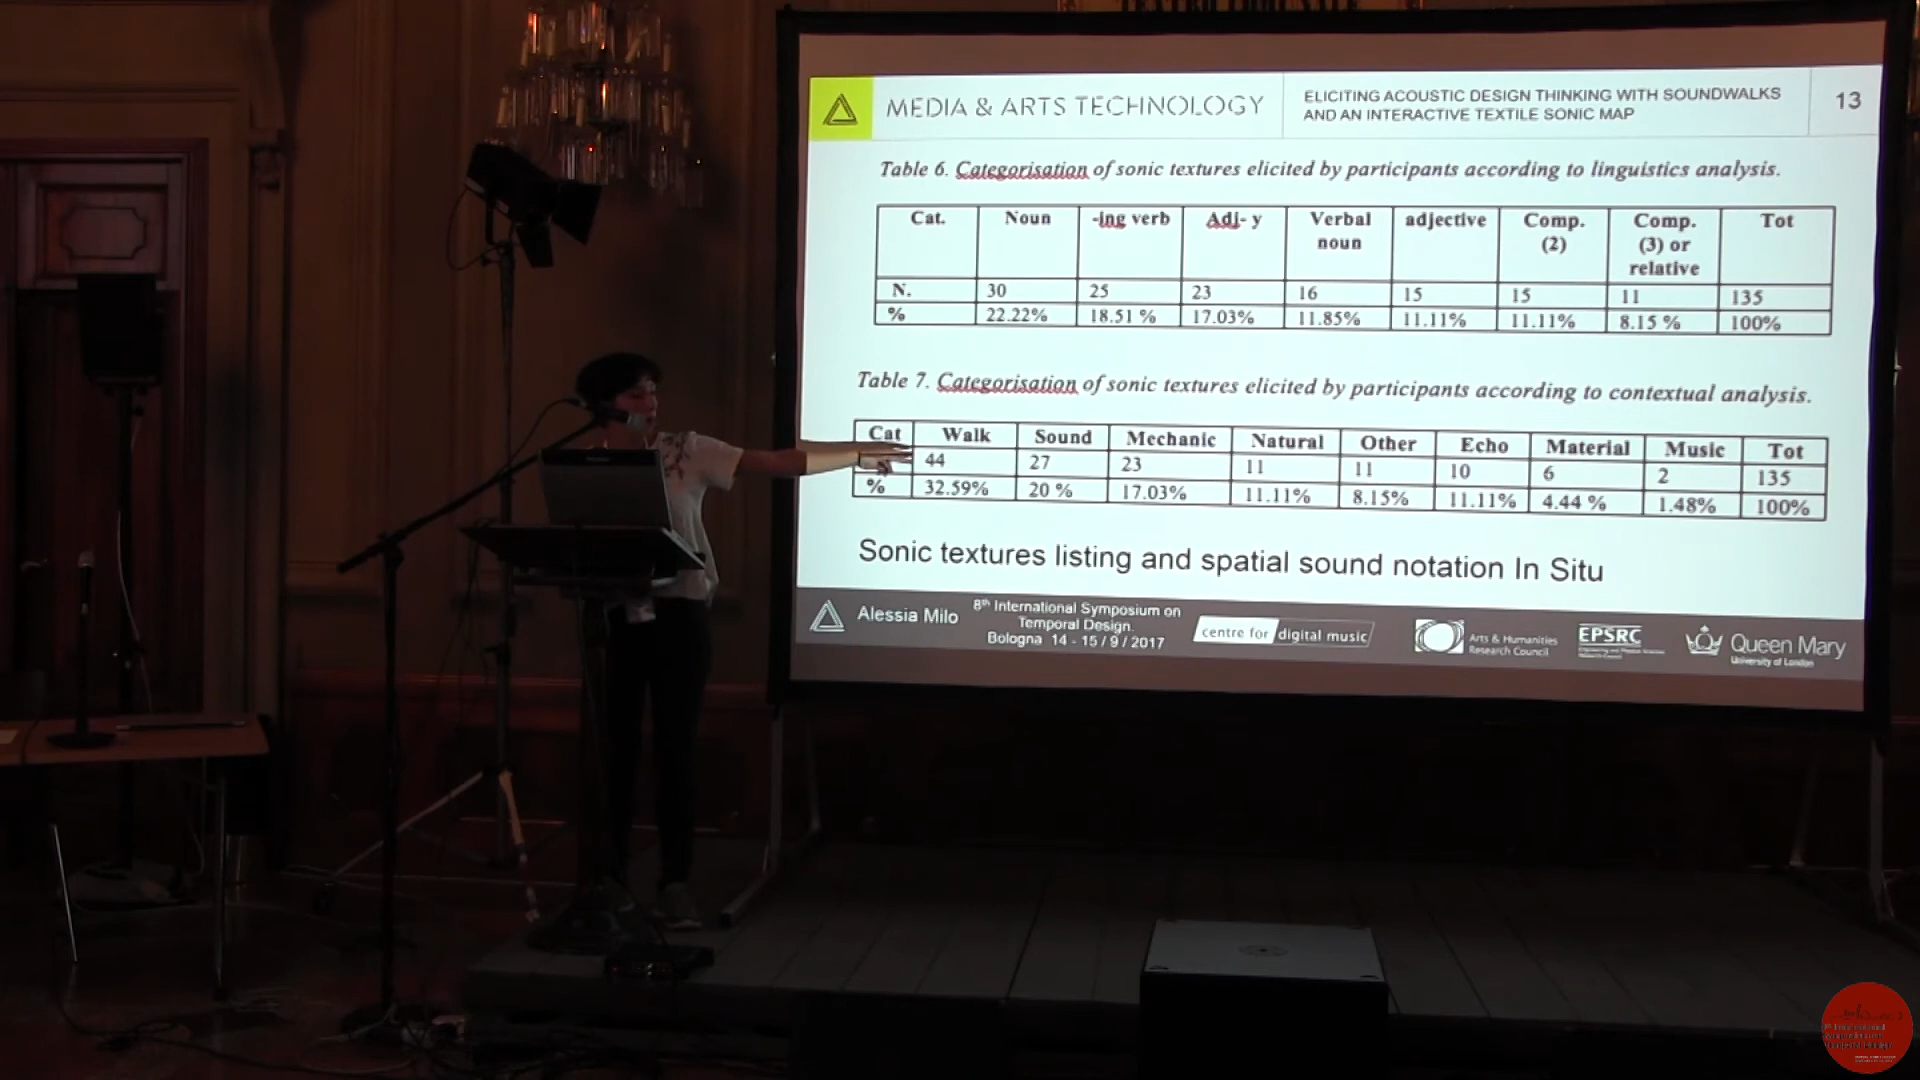 MEDIA & ARTS TECHNOLOGY
ELICITING ACOUSTIC DESIGN THINKING WITH SOUNDWALKS
AND AN INTERACTIVE TEXTILE SONIC MAP
13
Table 6. Categorisation of sonic textures elicited by participants according to linguistics analysis.
Cat. Noun -ing verb Adj- y Verbal noun adjective Comp. (2) Comp. (3) or relative Tot
N. 30 25 23 16 15 15 11 135
% 22.22% 18.51 % 17.03% 11.85% 11.11% 11.11% 8.15 % 100%
Table 7. Categorisation of sonic textures elicited by participants according to contextual analysis.
Cat Walk Sound Mechanic Natural Other Echo Material Music Tot
44 27 23 11 11 10 6 2 135
% 32.59% 20 % 17.03% 11.11% 8.15% 11.11% 4.44 % 1.48% 100%
Sonic textures listing and spatial sound notation In Situ
Alessia Milo
8th International Symposium on
Temporal Design
Bologna 14 - 15 / 9 / 2017
centre for digital music
Arts & Humanities
Research Council
EPSRC
Queen Mary
University of London